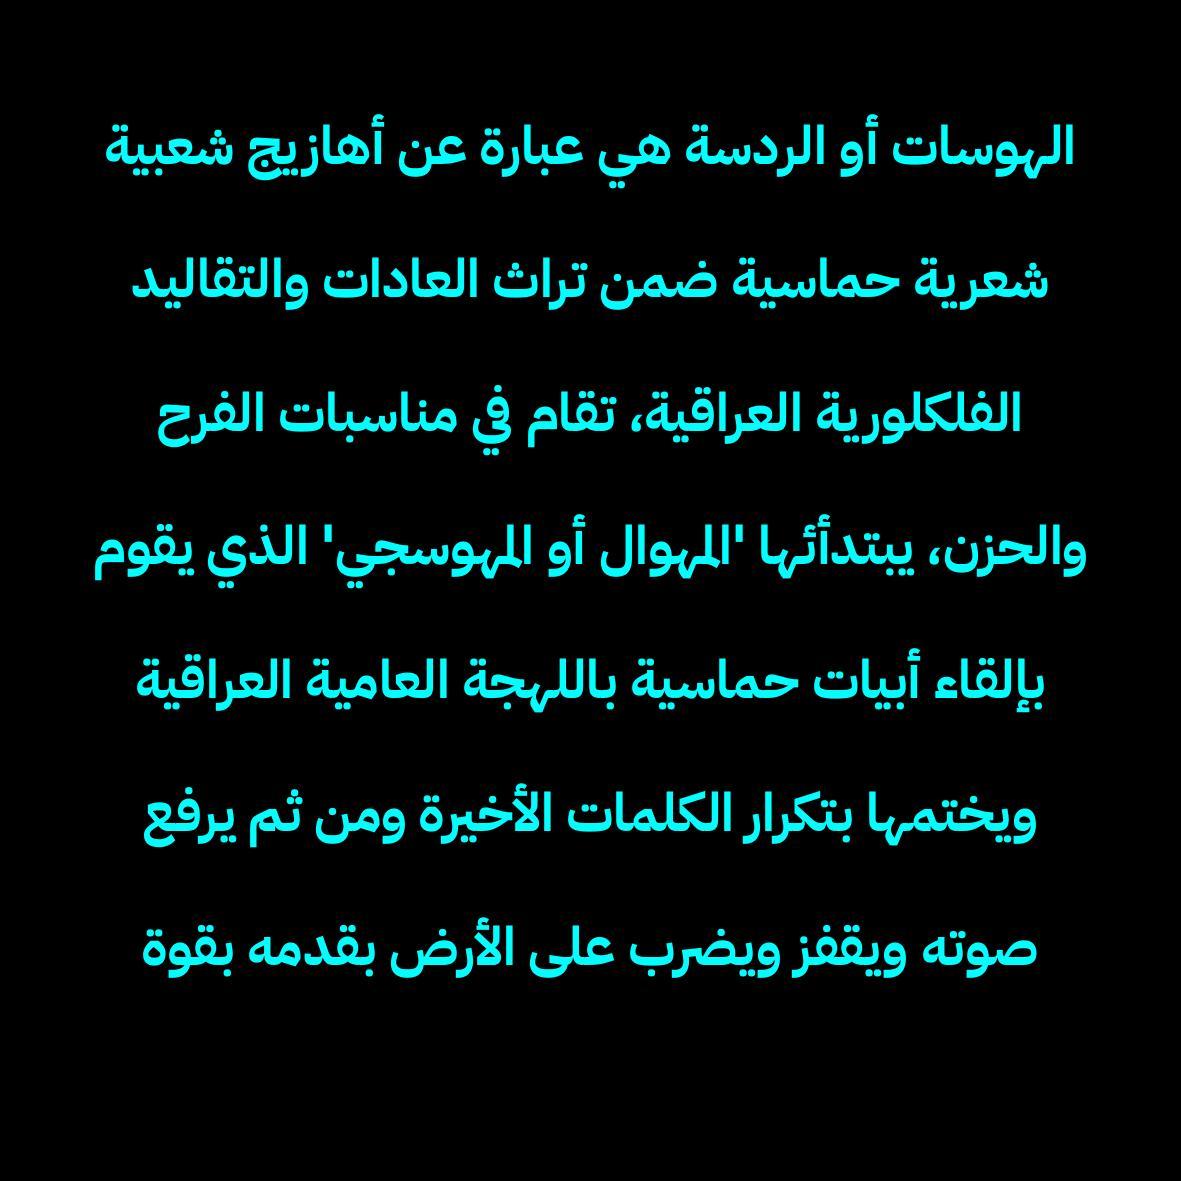 الهوسات أو الردسة هي عبارة عن أهازيج شعبية
شعرية حماسية ضمن تراث العادات والتقاليد
الفلكلورية العراقية، تقام في مناسبات الفرح
والحزن، يبتدأئها 'المهوال أو المهوسجي' الذي يقوم
بإلقاء أبيات حماسية باللهجة العامية العراقية
ويختمها بتكرار الكلمات الأخيرة ومن ثم يرفع
صوته ويقفز ويضرب على الأرض بقدمه بقوة